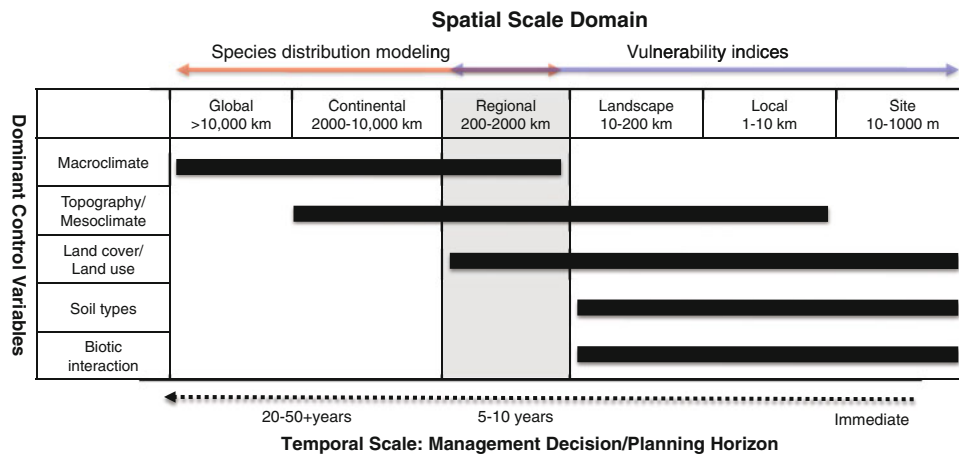 Spatial Scale Domain
Species distribution modeling
Vulnerability indices
Global
>10,000 km
Continental
2000-10,000 km
Regional
200-2000 km
Landscape
10-200 km
Local
1-10 km
Site
10-1000 m
Dominant Control Variables
Macroclimate
Topography/
Mesoclimate
Land cover/
Land use
Soil types
Biotic
interaction
20-50+years
5-10 years
Immediate
Temporal Scale: Management Decision/Planning Horizon